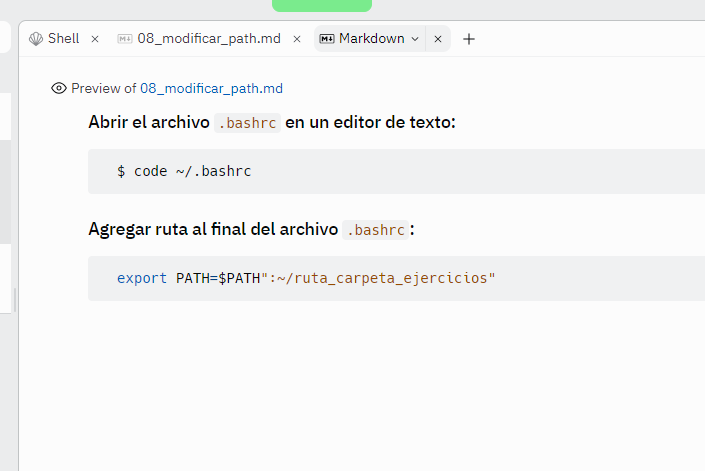 Shell × 08_modificar_path.md × Markdown × +
Preview of 08_modificar_path.md
Abrir el archivo .bashrc en un editor de texto:
$ code ~/.bashrc
Agregar ruta al final del archivo .bashrc:
export PATH=$PATH":~/ruta_carpeta_ejercicios"